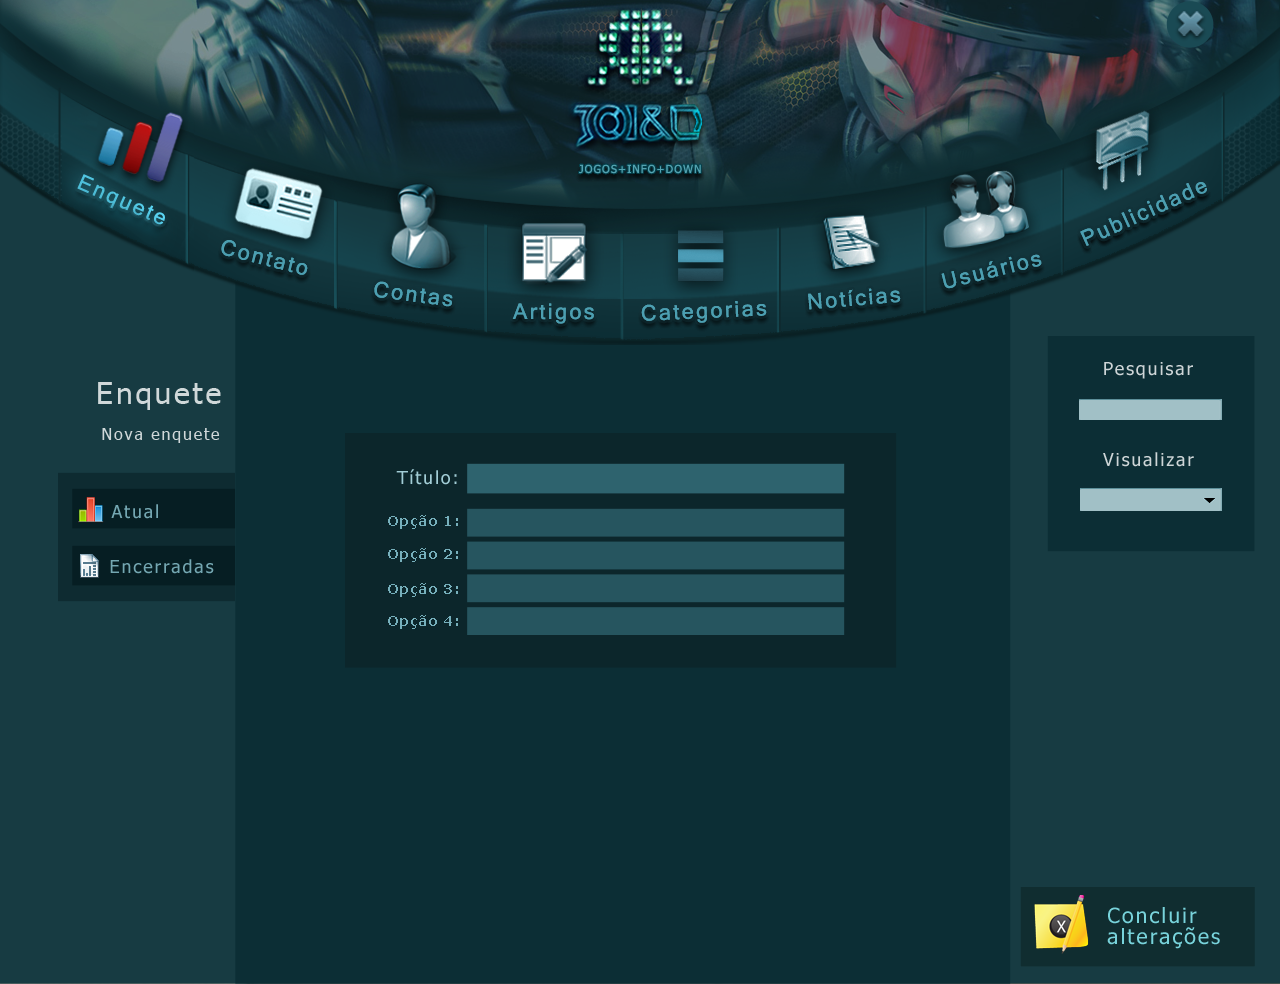 JOI&D
JOGOS+INFO+DOWN
Enquete
Contato
Contas
Artigos
Categorias
Notícias
Usuários
Publicidade
Enquete
Nova enquete
Atual
Encerradas
Título:
Opção 1:
Opção 2:
Opção 3:
Opção 4:
Pesquisar
Visualizar
X
Concluir
alterações